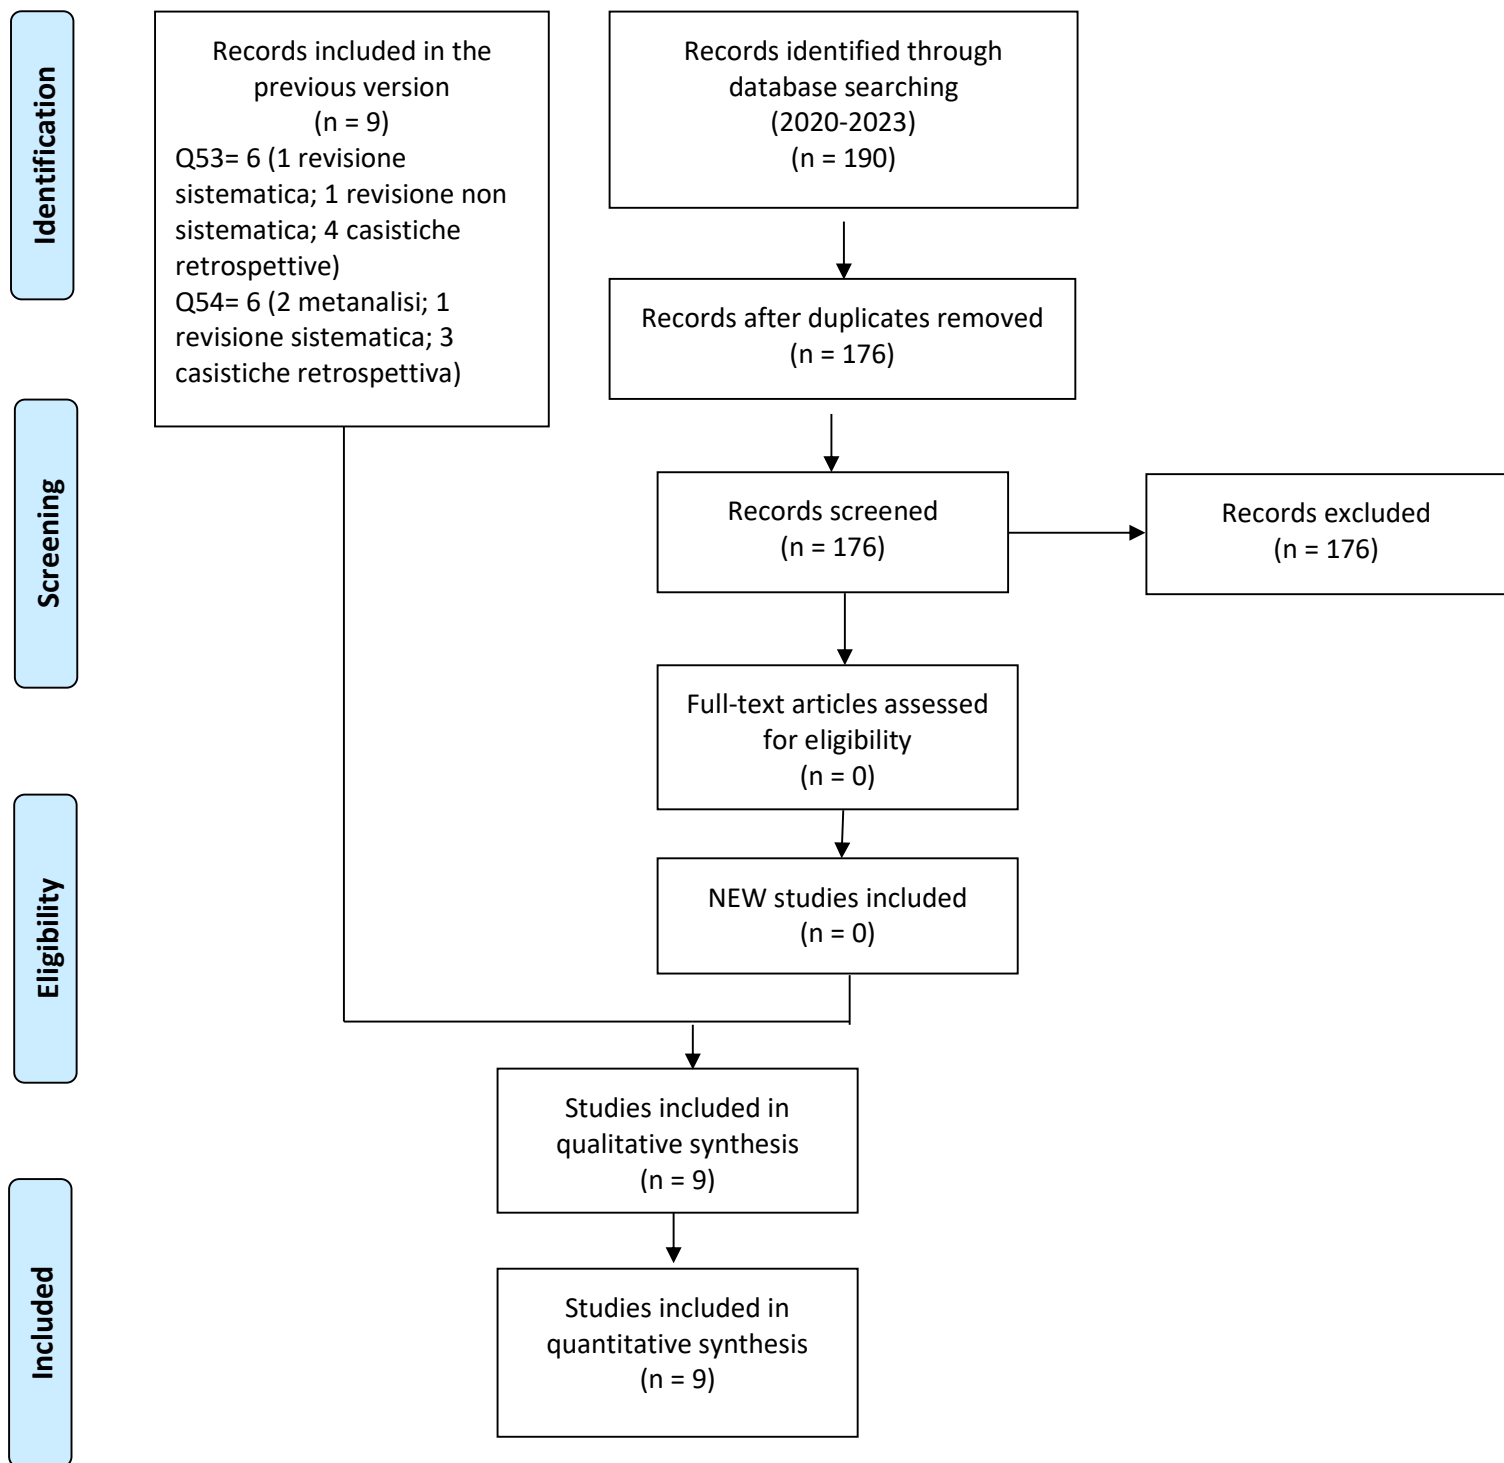 Identification
Records included in the
previous version
(n = 9)
Q53= 6 (1 revisione
sistematica; 1 revisione non
sistematica; 4 casistiche
retrospettive)
Q54= 6 (2 metanalisi; 1
revisione sistematica; 3
casistiche retrospettiva)
Records identified through
database searching
(2020-2023)
(n = 190)
Records after duplicates removed
(n = 176)
Screening
Records screened
(n = 176)
Records excluded
(n = 176)
Full-text articles assessed
for eligibility
(n = 0)
Eligibility
NEW studies included
(n = 0)
Studies included in
qualitative synthesis
(n = 9)
Included
Studies included in
quantitative synthesis
(n = 9)